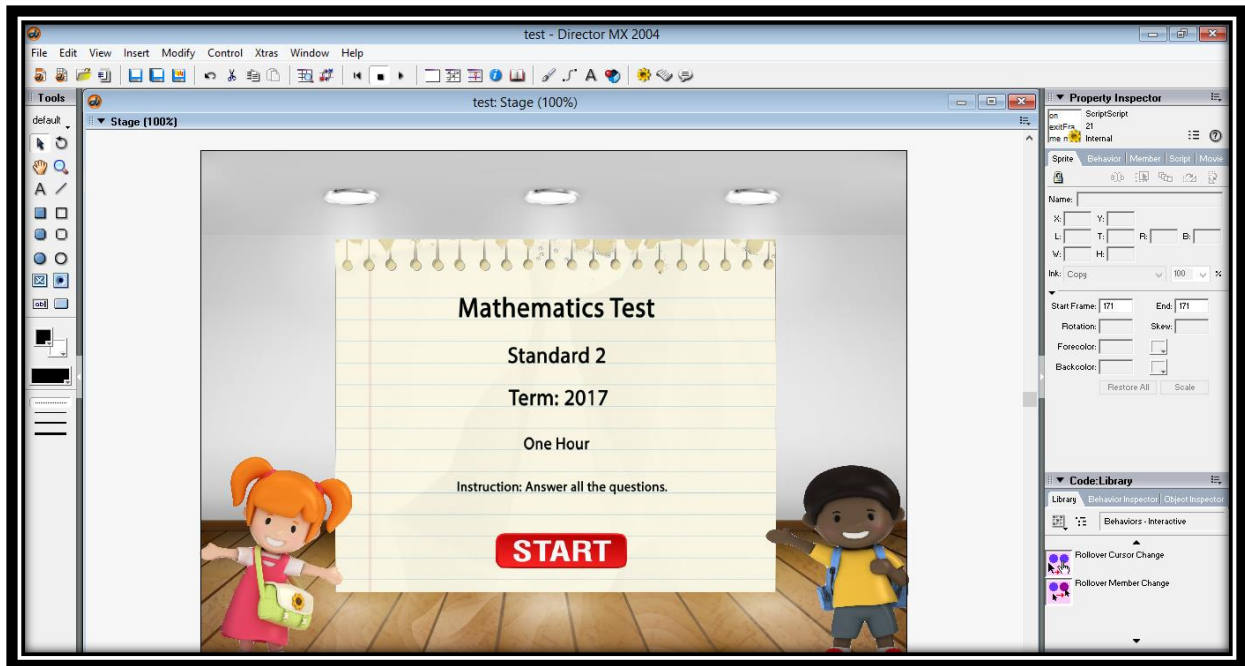 test - Director MX 2004
File Edit View Insert Modify Control Xtras Window Help
Tools
default
test: Stage (100%)
Stage (100%)
Mathematics Test
Standard 2
Term: 2017
One Hour
Instruction: Answer all the questions.
START
Property Inspector
on ScriptScript
exitFra 21
me Internal
Sprite Behavior Member Script Movie
Name:
X: Y:
L: T: R: B:
W: H:
Ink: Copy 100 %
Start Frame: 171 End: 171
Rotation: Skew:
Forecolor:
Backcolor:
Restore All Scale
Code:Library
Library Behavior Inspector Object Inspector
Behaviors - Interactive
Rollover Cursor Change
Rollover Member Change